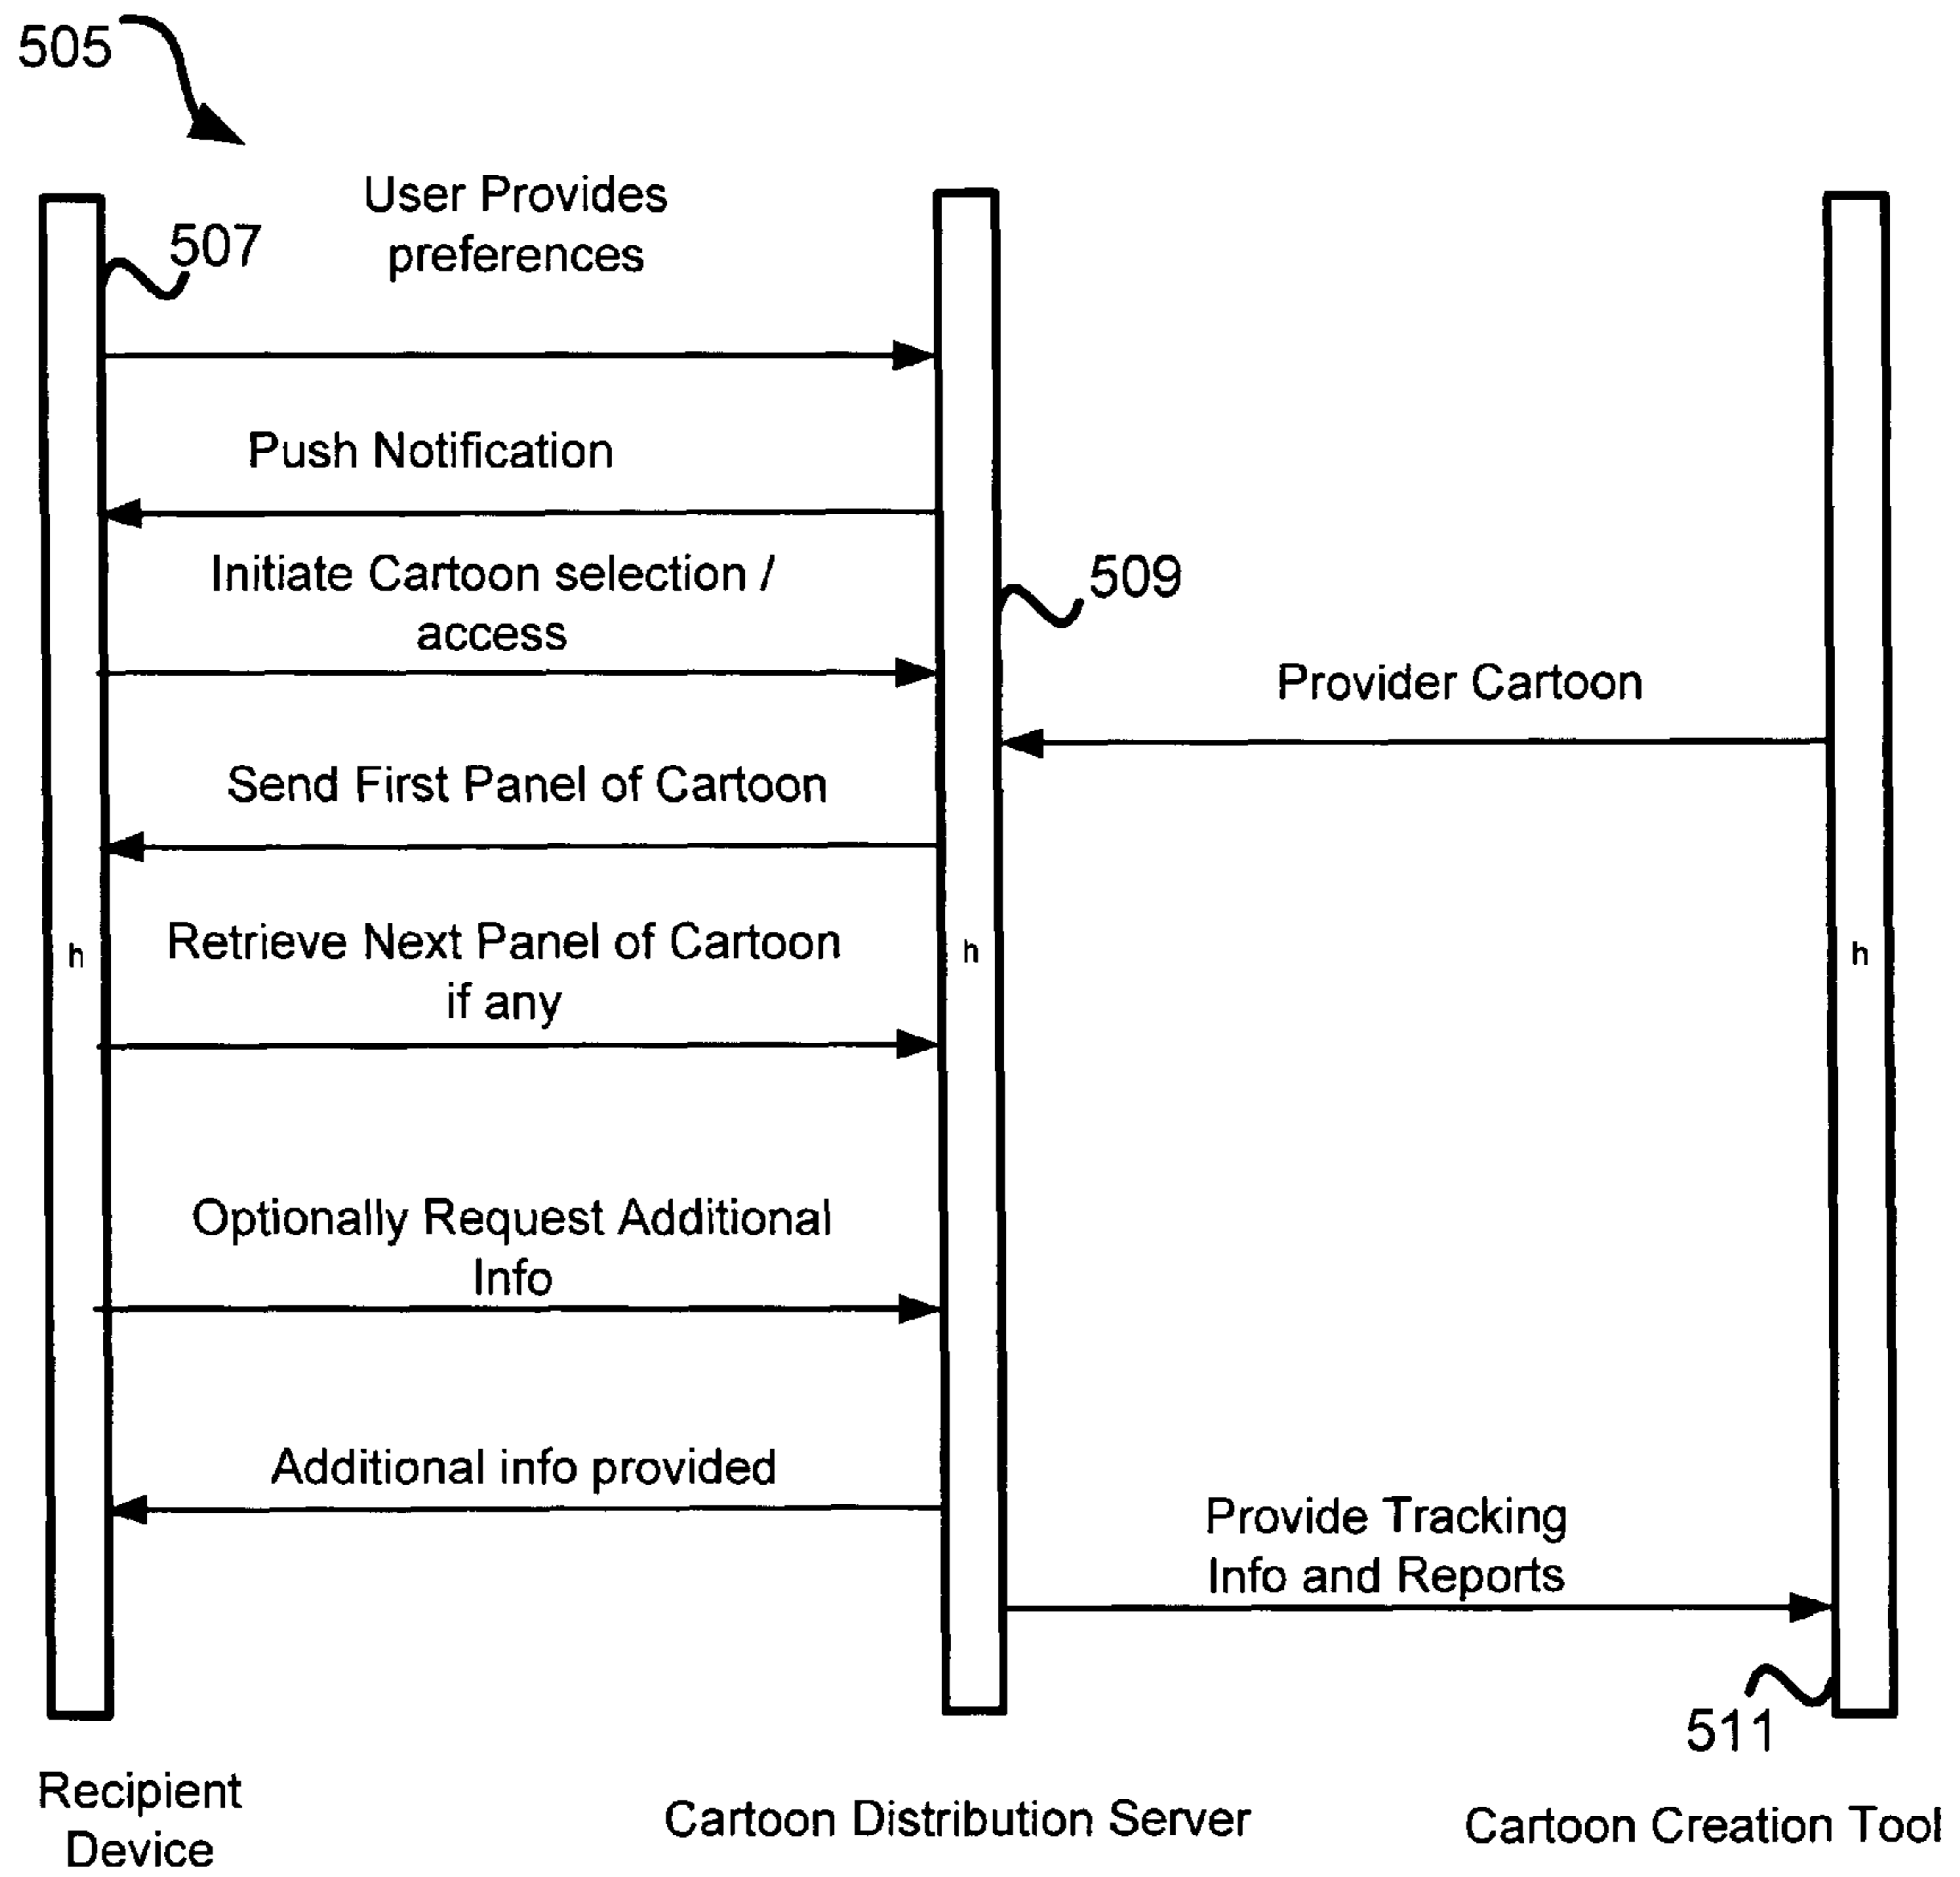 505
User Provides
preferences
507
Push Notification
Initiate Cartoon selection /
access
509
Provider Cartoon
Send First Panel of Cartoon
Retrieve Next Panel of Cartoon
if any
h
h
h
Optionally Request Additional
Info
Additional info provided
Provide Tracking
Info and Reports
511
Recipient
Device
Cartoon Distribution Server
Cartoon Creation Tool